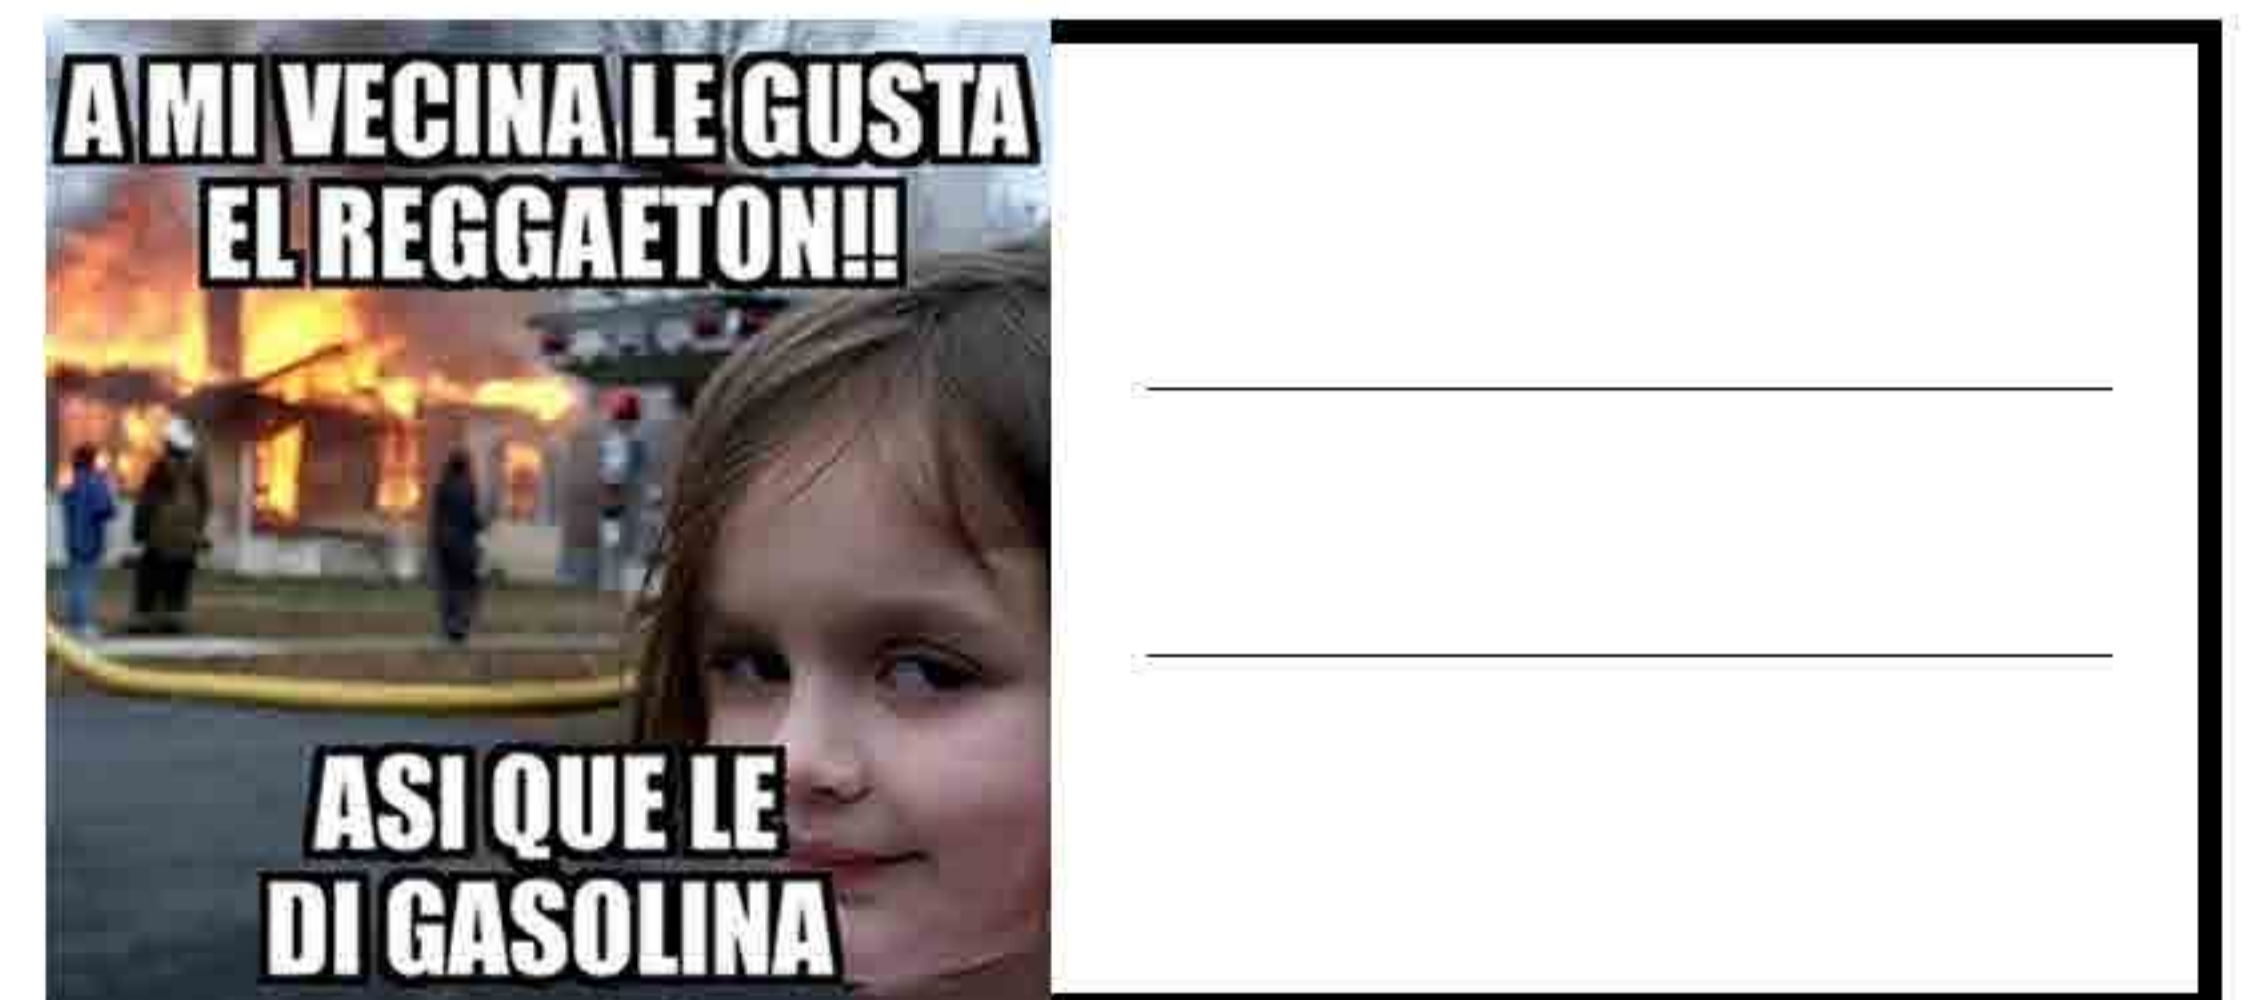 A MI VECINA LE GUSTA
EL REGGAETON!!
ASI QUE LE
DI GASOLINA